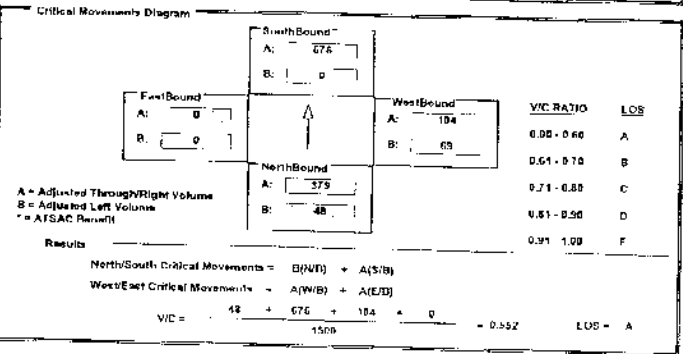 Critical Movements Diagram
SouthBound
A: 676
B: 0
EastBound
A: 0
B: 0
WestBound
A: 104
B: 69
NorthBound
A: 379
B: 48
V/C RATIO LOS
0.00 - 0.60 A
0.61 - 0.70 B
0.71 - 0.80 C
0.81 - 0.90 D
0.91 - 1.00 E
A = Adjusted Through/Right Volume
B = Adjusted Left Volume
* = ATSAC Benefit
Results
North/South Critical Movements = B(N/B) + A(S/B)
West/East Critical Movements = A(W/B) + A(E/B)
V/C = 48 + 676 + 104 + 0 = 0.552 LOS = A
1500